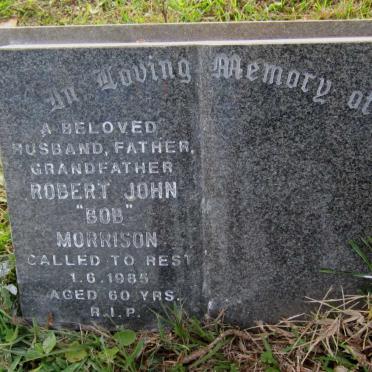 In Loving Memory of
A BELOVED
HUSBAND, FATHER,
GRANDFATHER
ROBERT JOHN
"BOB"
MORRISON
CALLED TO REST
1.6.1985
AGED 60 YRS.
R.I.P.